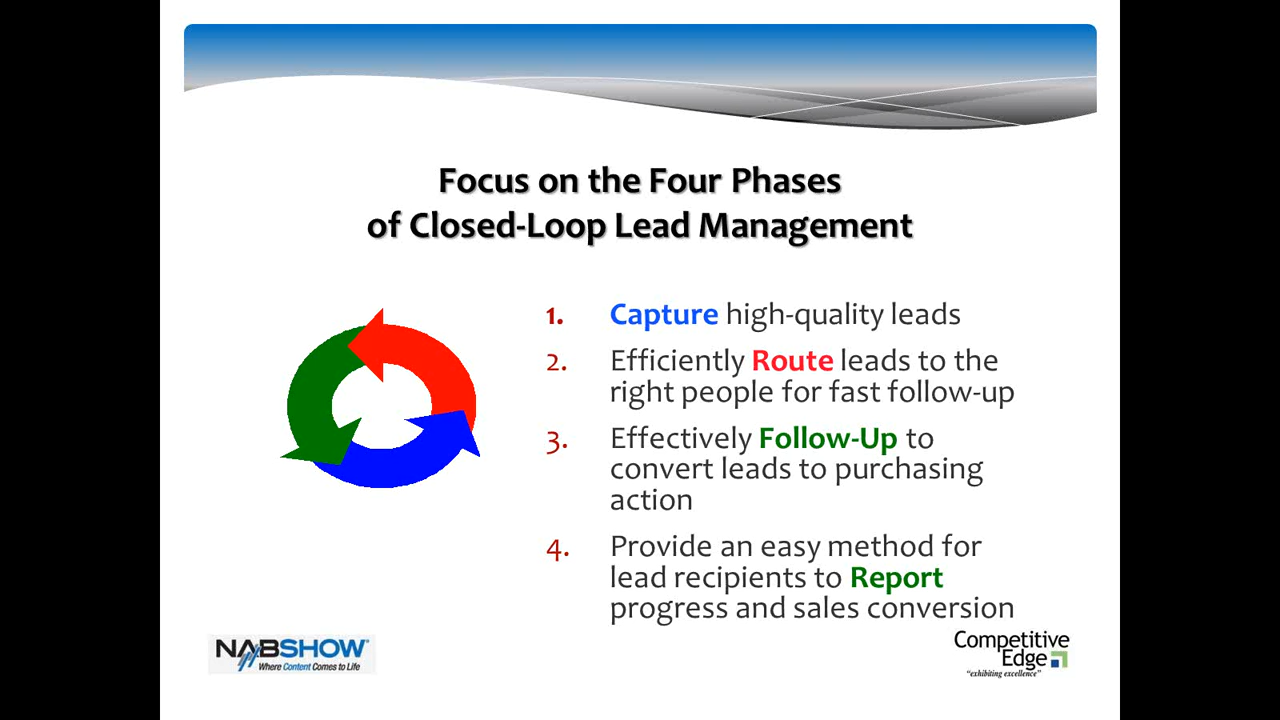 Focus on the Four Phases
of Closed-Loop Lead Management
1. Capture high-quality leads
2. Efficiently Route leads to the
right people for fast follow-up
3. Effectively Follow-Up to
convert leads to purchasing
action
4. Provide an easy method for
lead recipients to Report
progress and sales conversion
NABSHOW
Where Content Comes to Life
Competitive
Edge
"exhibiting excellence"